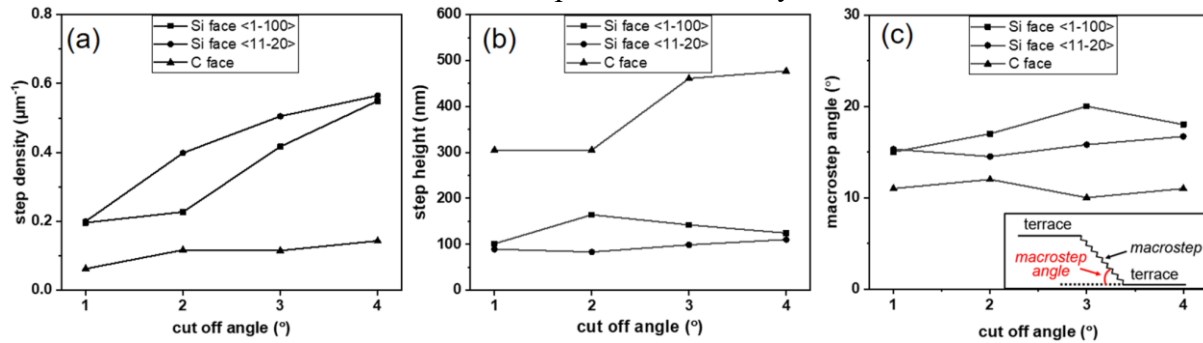 (a)
Si face <1-100>
Si face <11-20>
C face
0.8
0.6
0.4
0.2
0.0
step density (µm⁻¹)
1 2 3 4
cut off angle (°)
(b)
Si face <1-100>
Si face <11-20>
C face
600
500
400
300
200
100
0
step height (nm)
1 2 3 4
cut off angle (°)
(c)
Si face <1-100>
Si face <11-20>
C face
30
20
10
0
macrostep angle (°)
terrace
macrostep
macrostep
angle
terrace
1 2 3 4
cut off angle (°)